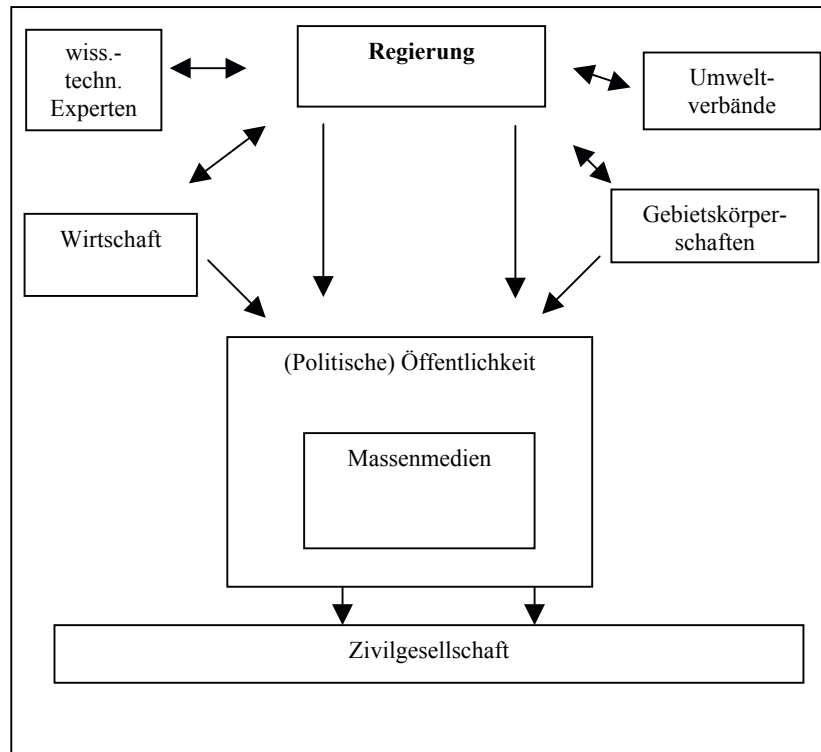 wiss.-
techn.
Experten
Regierung
Umwelt-
verbände
Wirtschaft
Gebietskörper-
schaften
(Politische) Öffentlichkeit
Massenmedien
Zivilgesellschaft